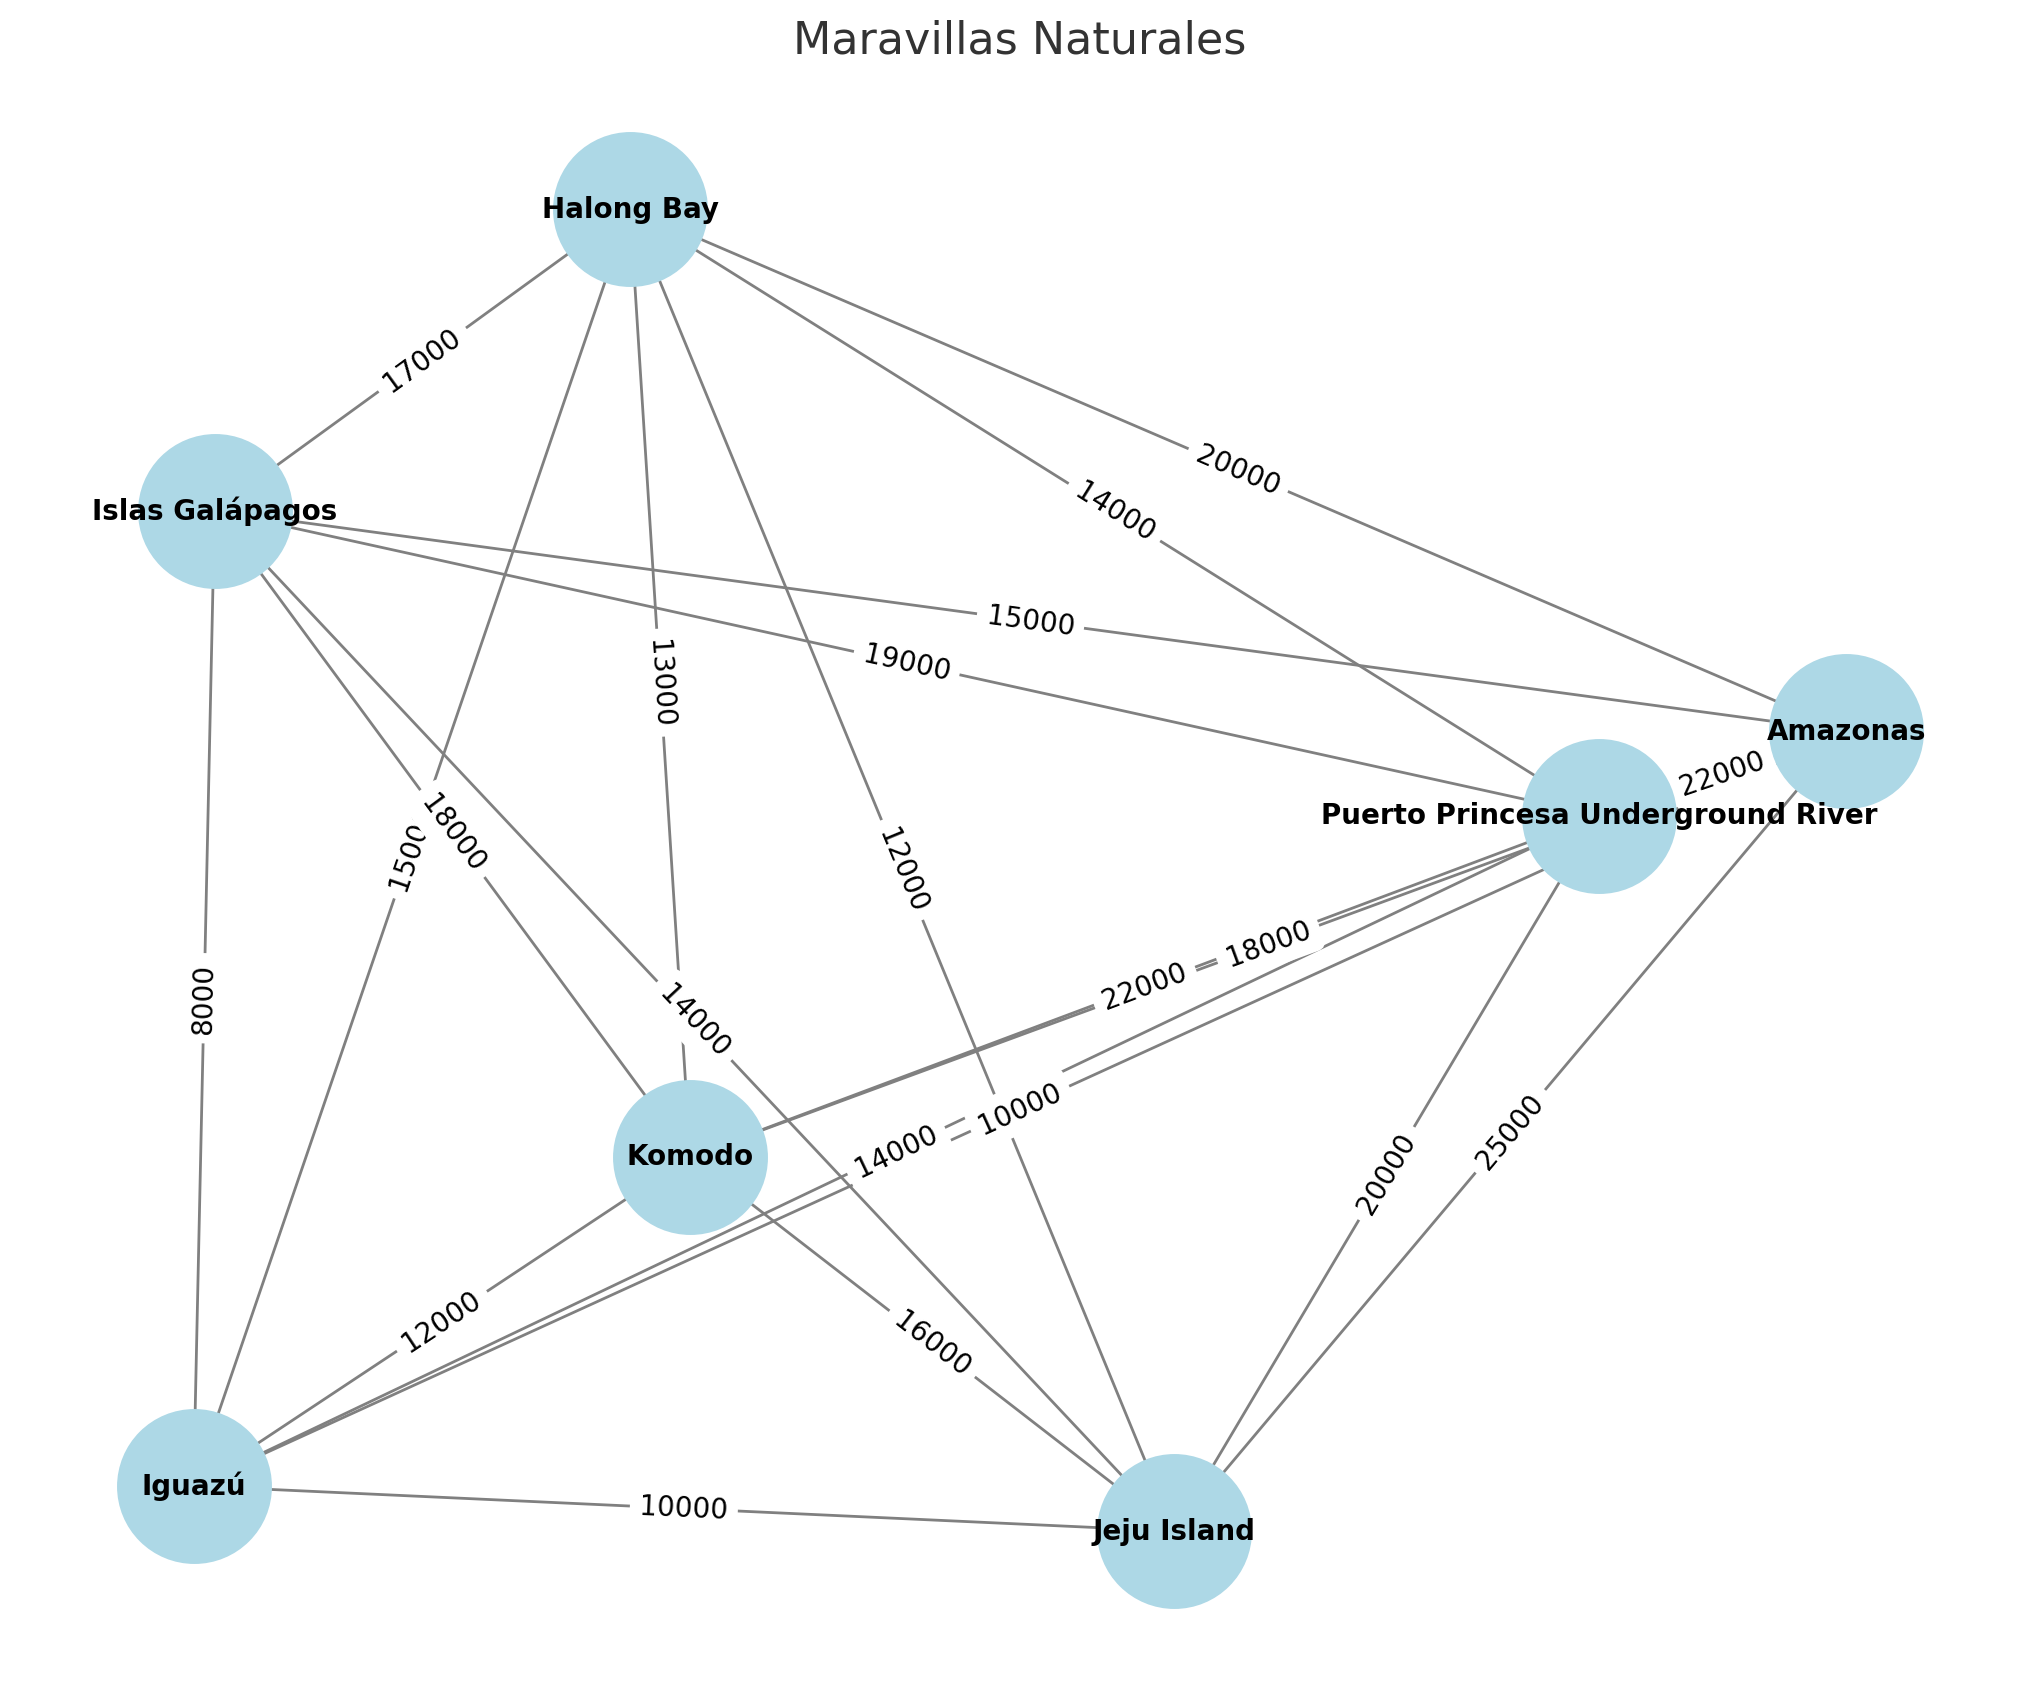 Maravillas Naturales
Halong Bay
17000
20000
14000
Islas Galápagos
15000
19000
13000
Amazonas
22000
Puerto Princesa Underground River
18000
1500
12000
18000
22000
8000
14000
10000
14000
25000
20000
Komodo
12000
16000
Iguazú
10000
Jeju Island